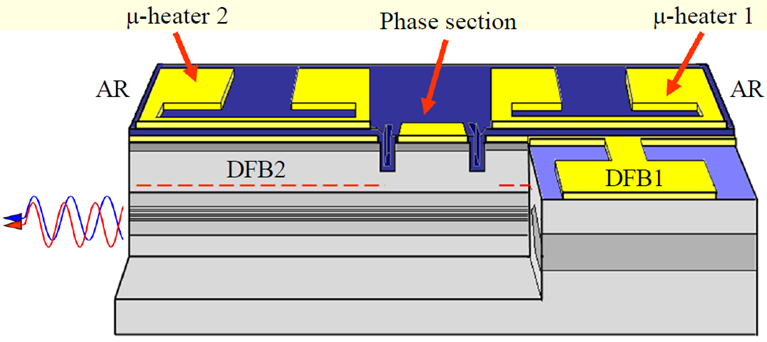 μ-heater 2
Phase section
μ-heater 1
AR
AR
DFB2
DFB1